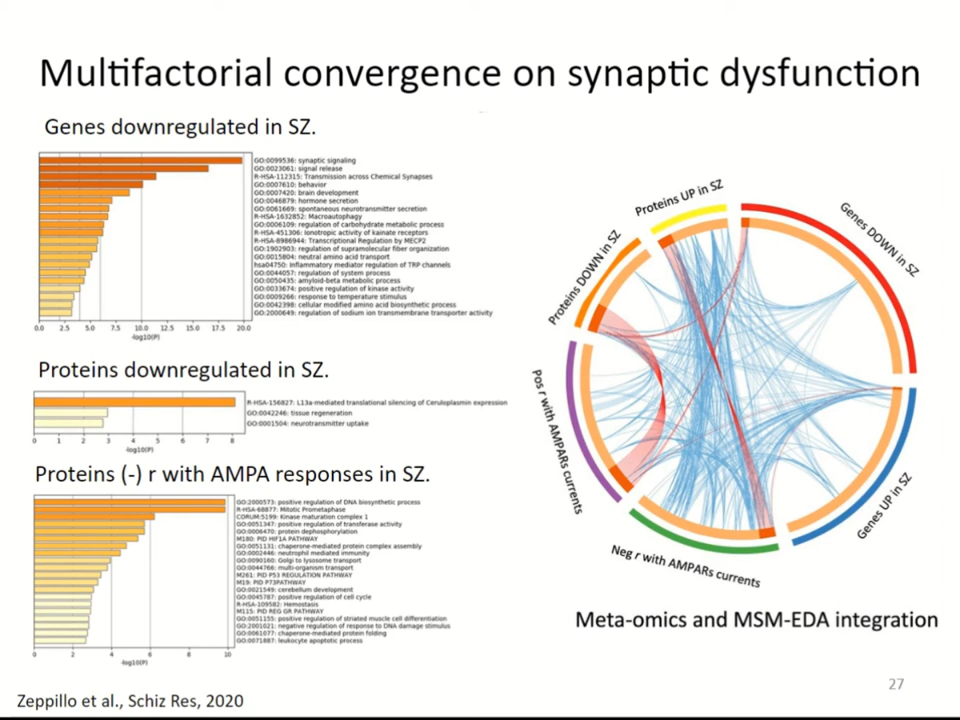 Multifactorial convergence on synaptic dysfunction
Genes downregulated in SZ.
GO:0099536: synaptic signaling
GO:0023061: signal release
R-HSA-112315: Transmission across Chemical Synapses
GO:0007610: behavior
GO:0007420: brain development
GO:0046879: hormone secretion
GO:0061669: spontaneous neurotransmitter secretion
R-HSA-1632852: Macroautophagy
GO:0006109: regulation of carbohydrate metabolic process
R-HSA-451306: Ionotropic activity of kainate receptors
R-HSA-8986944: Transcriptional Regulation by MECP2
GO:1902903: regulation of supramolecular fiber organization
GO:0015804: neutral amino acid transport
hsa04750: Inflammatory mediator regulation of TRP channels
GO:0044057: regulation of system process
GO:0050435: amyloid-beta metabolic process
GO:0033674: positive regulation of kinase activity
GO:0009266: response to temperature stimulus
GO:0042398: cellular modified amino acid biosynthetic process
GO:2000649: regulation of sodium ion transmembrane transporter activity
0.0 2.5 5.0 7.5 10.0 12.5 15.0 17.5 20.0
-log10(P)
Proteins downregulated in SZ.
R-HSA-156827: L13a-mediated translational silencing of Ceruloplasmin expression
GO:0042246: tissue regeneration
GO:0001504: neurotransmitter uptake
0 1 2 3 4 5 6 7 8
-log10(P)
Proteins (-) r with AMPA responses in SZ.
GO:2000573: positive regulation of DNA biosynthetic process
R-HSA-68877: Mitotic Prometaphase
CORUM:5199: Kinase maturation complex 1
GO:0051347: positive regulation of transferase activity
GO:0006470: protein dephosphorylation
M180: PID HIF1A PATHWAY
GO:0051131: chaperone-mediated protein complex assembly
GO:0002446: neutrophil mediated immunity
GO:0090160: Golgi to lysosome transport
GO:0044766: multi-organism transport
M261: PID P53 REGULATION PATHWAY
M19: PID P73PATHWAY
GO:0021549: cerebellum development
GO:0045787: positive regulation of cell cycle
R-HSA-109582: Hemostasis
M115: PID REG GR PATHWAY
GO:0051155: positive regulation of striated muscle cell differentiation
GO:2001021: negative regulation of response to DNA damage stimulus
GO:0061077: chaperone-mediated protein folding
GO:0071887: leukocyte apoptotic process
0 2 4 6 8 10
-log10(P)
Zeppillo et al., Schiz Res, 2020
Proteins UP in SZ
Genes DOWN in SZ
Proteins DOWN in SZ
Pos r with AMPARs currents
Genes UP in SZ
Neg r with AMPARs currents
Meta-omics and MSM-EDA integration
27